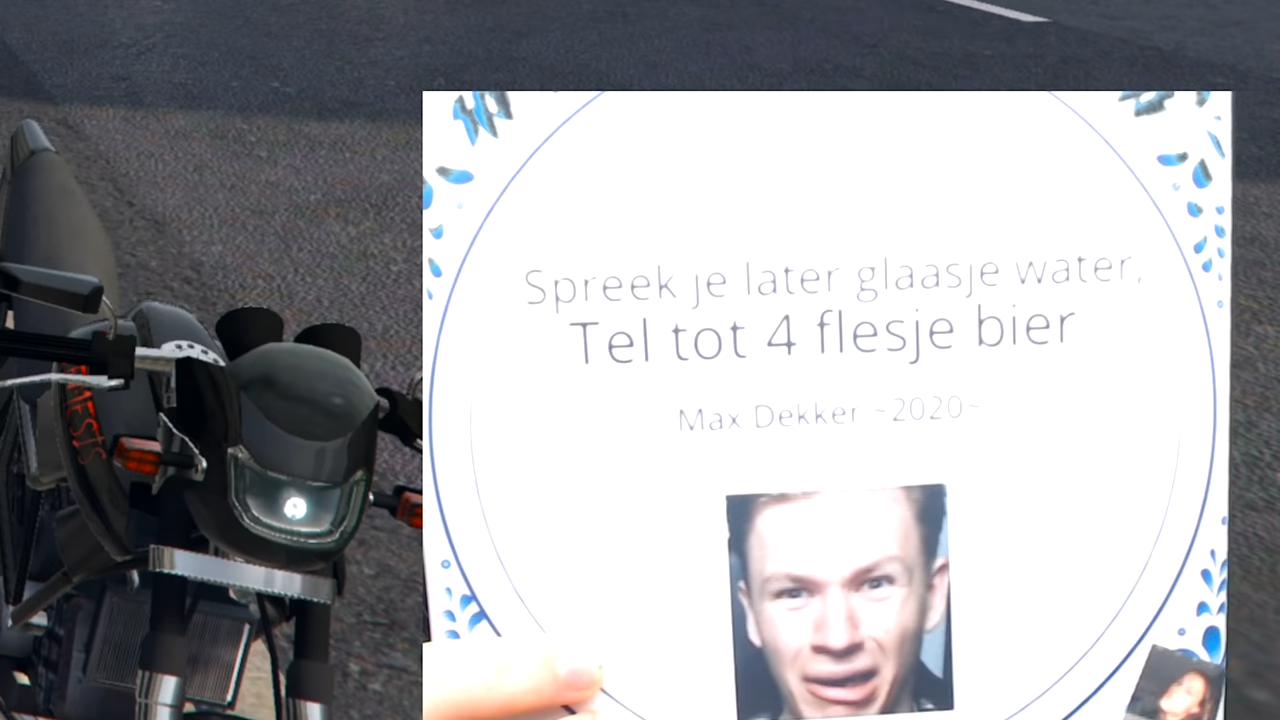 Spreek je later glaasje water,
Tel tot 4 flesje bier
Max Dekker ~2020~